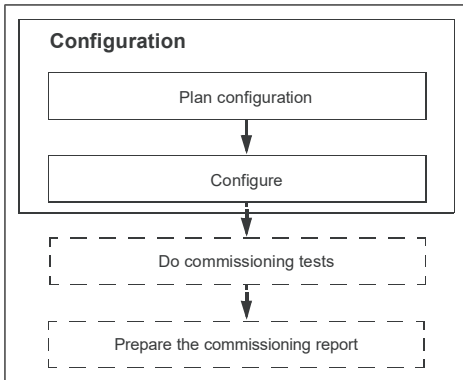 Configuration
Plan configuration
Configure
Do commissioning tests
Prepare the commissioning report